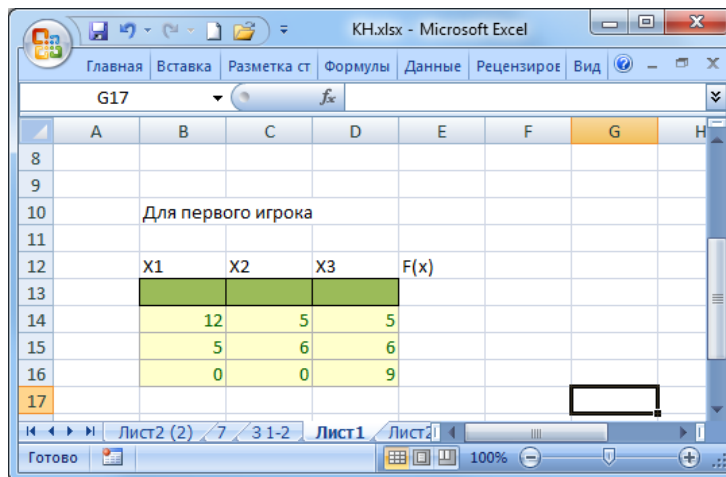 KH.xlsx - Microsoft Excel
Главная Вставка Разметка ст Формулы Данные Рецензиров Вид
G17 fx
A B C D E F G H
8
9
10 Для первого игрока
11
12 X1 X2 X3 F(x)
13
14 12 5 5
15 5 6 6
16 0 0 9
17
Лист2 (2) 7 3 1-2 Лист1 Лист2
Готово 100%